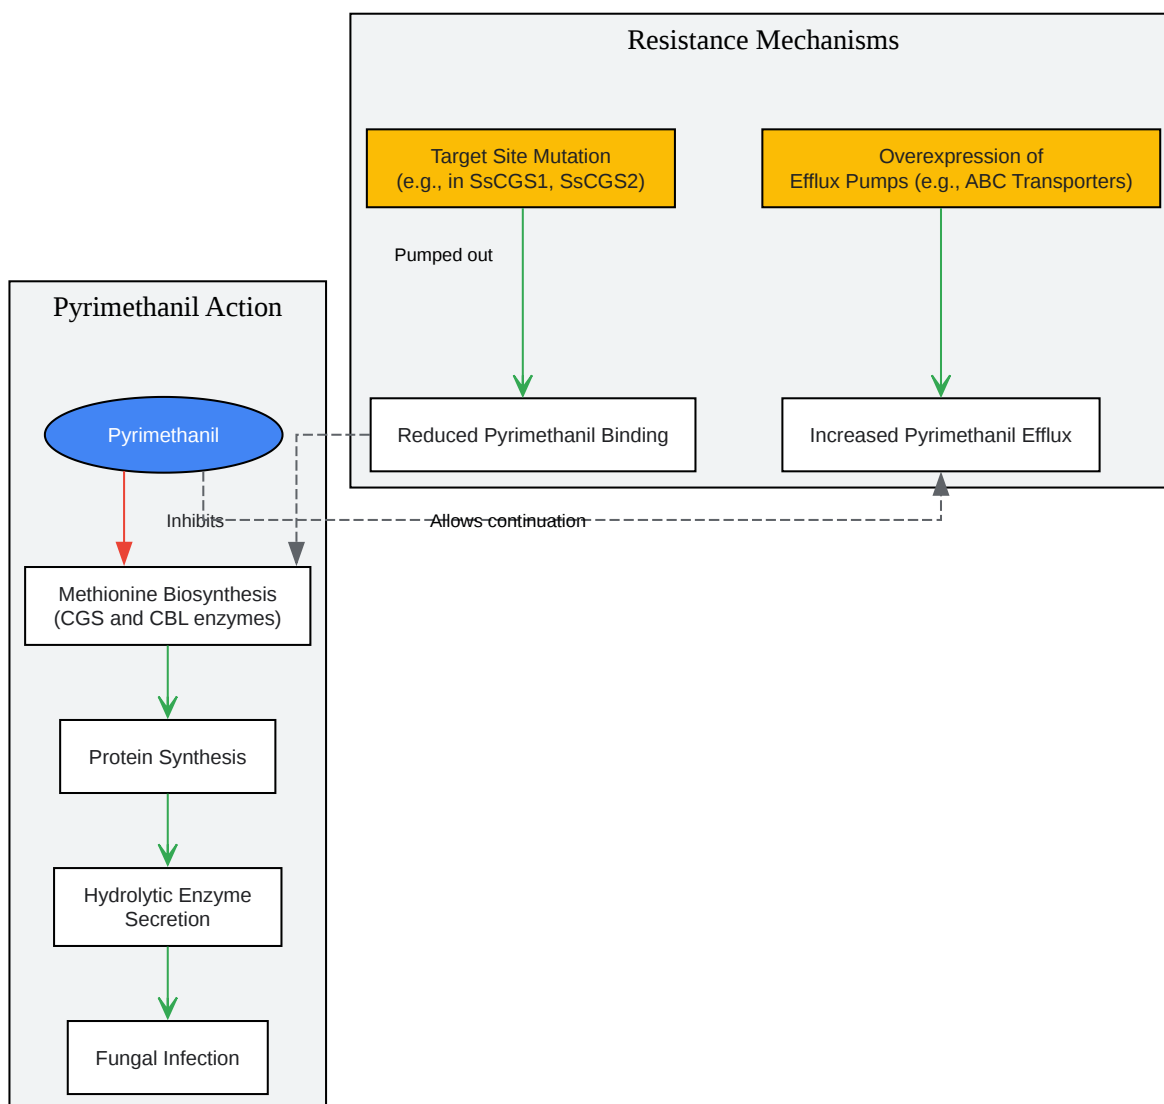 Resistance Mechanisms
Target Site Mutation
(e.g., in SsCGS1, SsCGS2)
Overexpression of
Efflux Pumps (e.g., ABC Transporters)
Pumped out
Pyrimethanil Action
Pyrimethanil
Reduced Pyrimethanil Binding
Increased Pyrimethanil Efflux
Inhibits
Allows continuation
Methionine Biosynthesis
(CGS and CBL enzymes)
Protein Synthesis
Hydrolytic Enzyme
Secretion
Fungal Infection